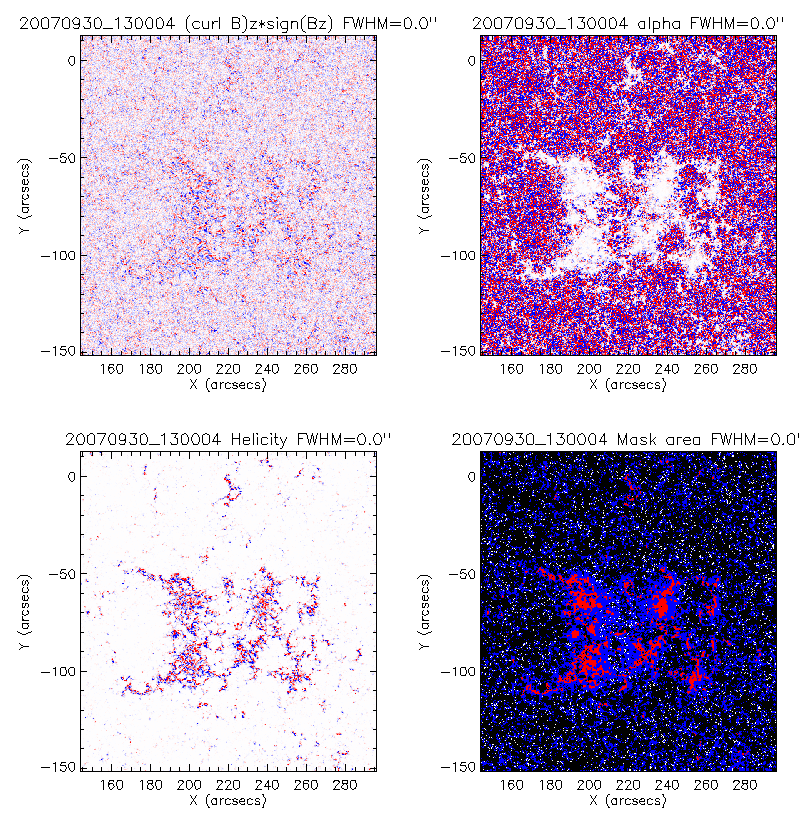 20070930_130004 (curl B)z*sign(Bz) FWHM=0.0"
20070930_130004 alpha FWHM=0.0"
0
−50
−100
−150
Y (arcsecs)
160 180 200 220 240 260 280
X (arcsecs)
0
−50
−100
−150
Y (arcsecs)
160 180 200 220 240 260 280
X (arcsecs)
20070930_130004 Helicity FWHM=0.0"
20070930_130004 Mask area FWHM=0.0"
0
−50
−100
−150
Y (arcsecs)
160 180 200 220 240 260 280
X (arcsecs)
0
−50
−100
−150
Y (arcsecs)
160 180 200 220 240 260 280
X (arcsecs)